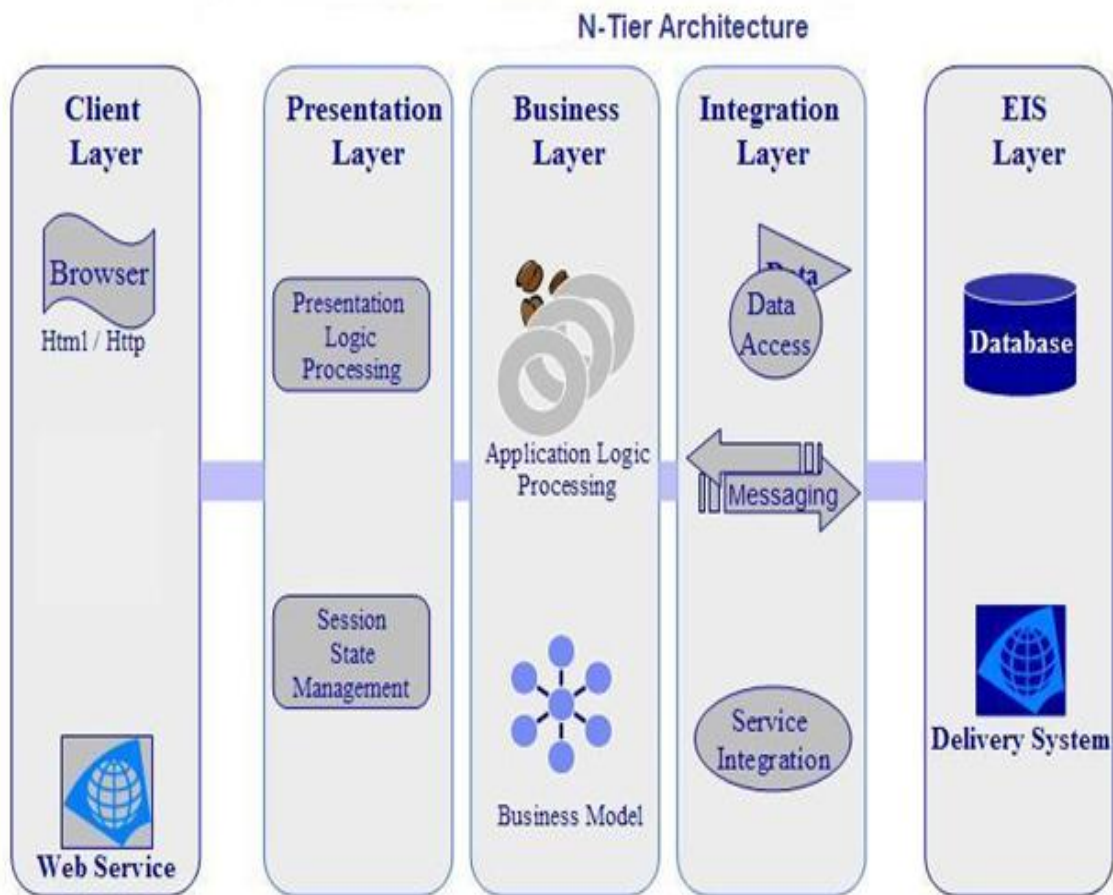 N-Tier Architecture
Client
Layer
Browser
Html / Http
Web Service
Presentation
Layer
Presentation
Logic
Processing
Session
State
Management
Business
Layer
Application Logic
Processing
Business Model
Integration
Layer
Data
Data
Access
Messaging
Service
Integration
EIS
Layer
Database
Delivery System